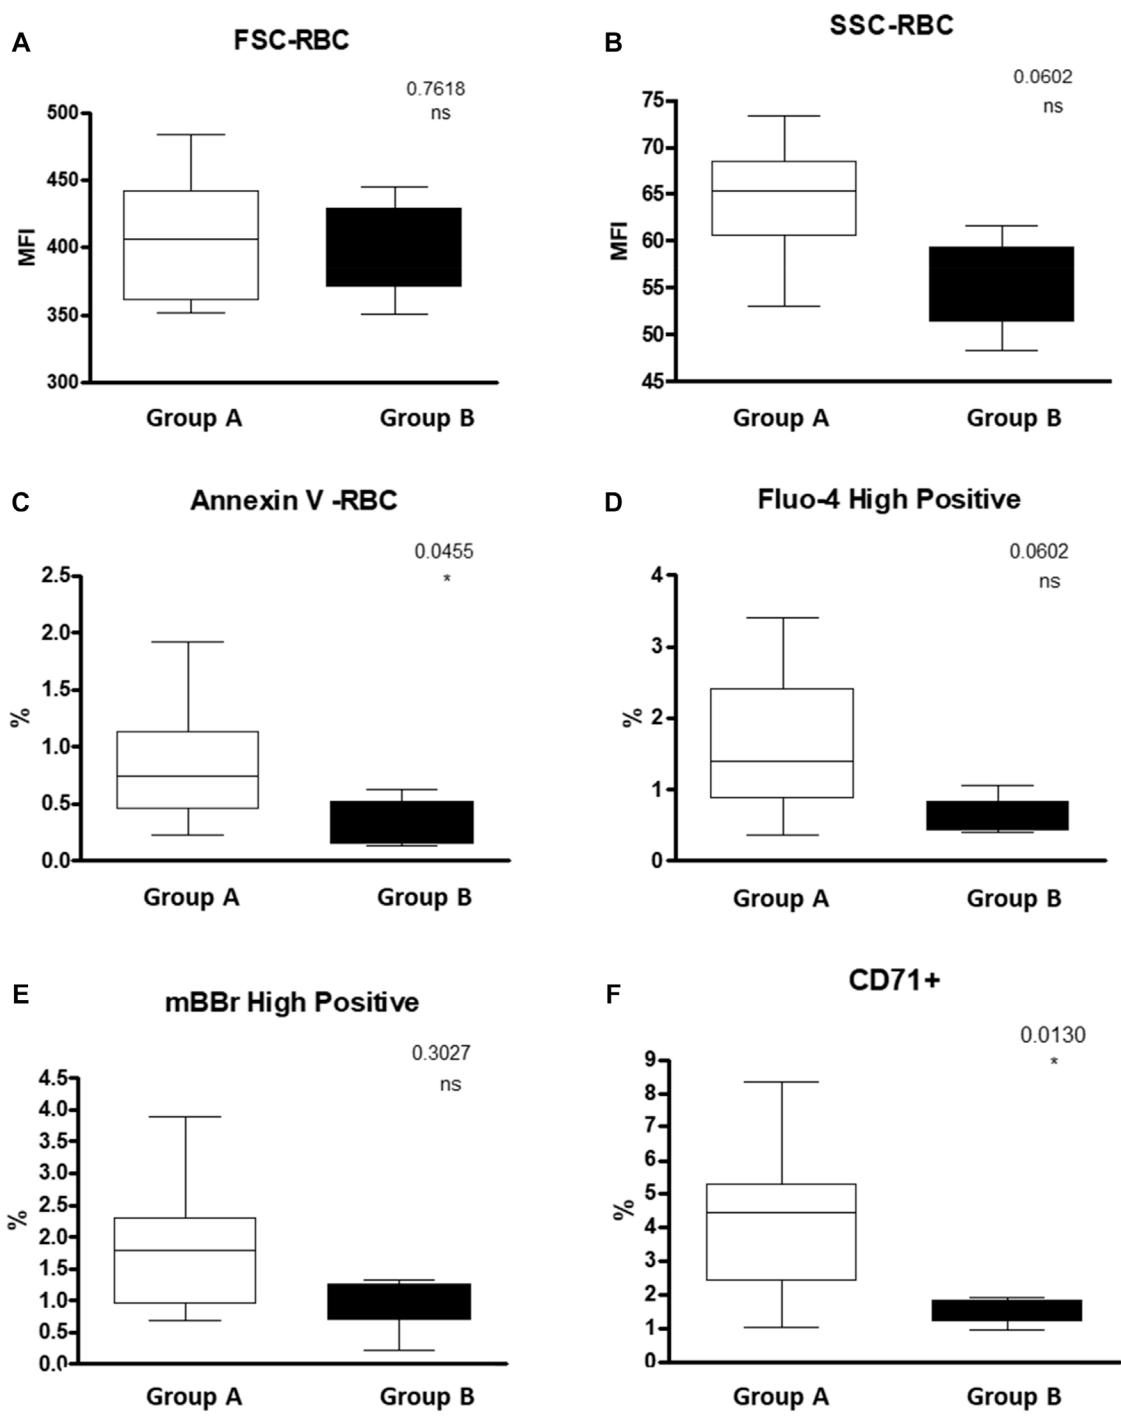 A
FSC-RBC
0.7618
ns
500
450
400
350
300
MFI
Group A
Group B
B
SSC-RBC
0.0602
ns
75
70
65
60
55
50
45
MFI
Group A
Group B
C
Annexin V -RBC
0.0455
*
2.5
2.0
1.5
1.0
0.5
0.0
%
Group A
Group B
D
Fluo-4 High Positive
0.0602
ns
4
3
2
1
0
%
Group A
Group B
E
mBBr High Positive
0.3027
ns
4.5
4.0
3.5
3.0
2.5
2.0
1.5
1.0
0.5
0.0
%
Group A
Group B
F
CD71+
0.0130
*
9
8
7
6
5
4
3
2
1
0
%
Group A
Group B